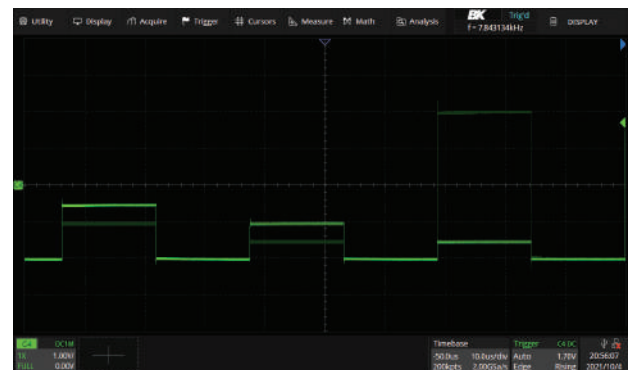 Utility Display Acquire Trigger Cursors Measure Math Analysis BK Trig'd DISPLAY
f = 7.843134kHz
C4
C4 DC1M
1X 1.00V/
FULL 0.00V
Timebase
-50.0us 10.0us/div
200kpts 2.00GSa/s
Trigger C4 DC
Auto 1.70V
Edge Rising
20:56:07
2021/10/8